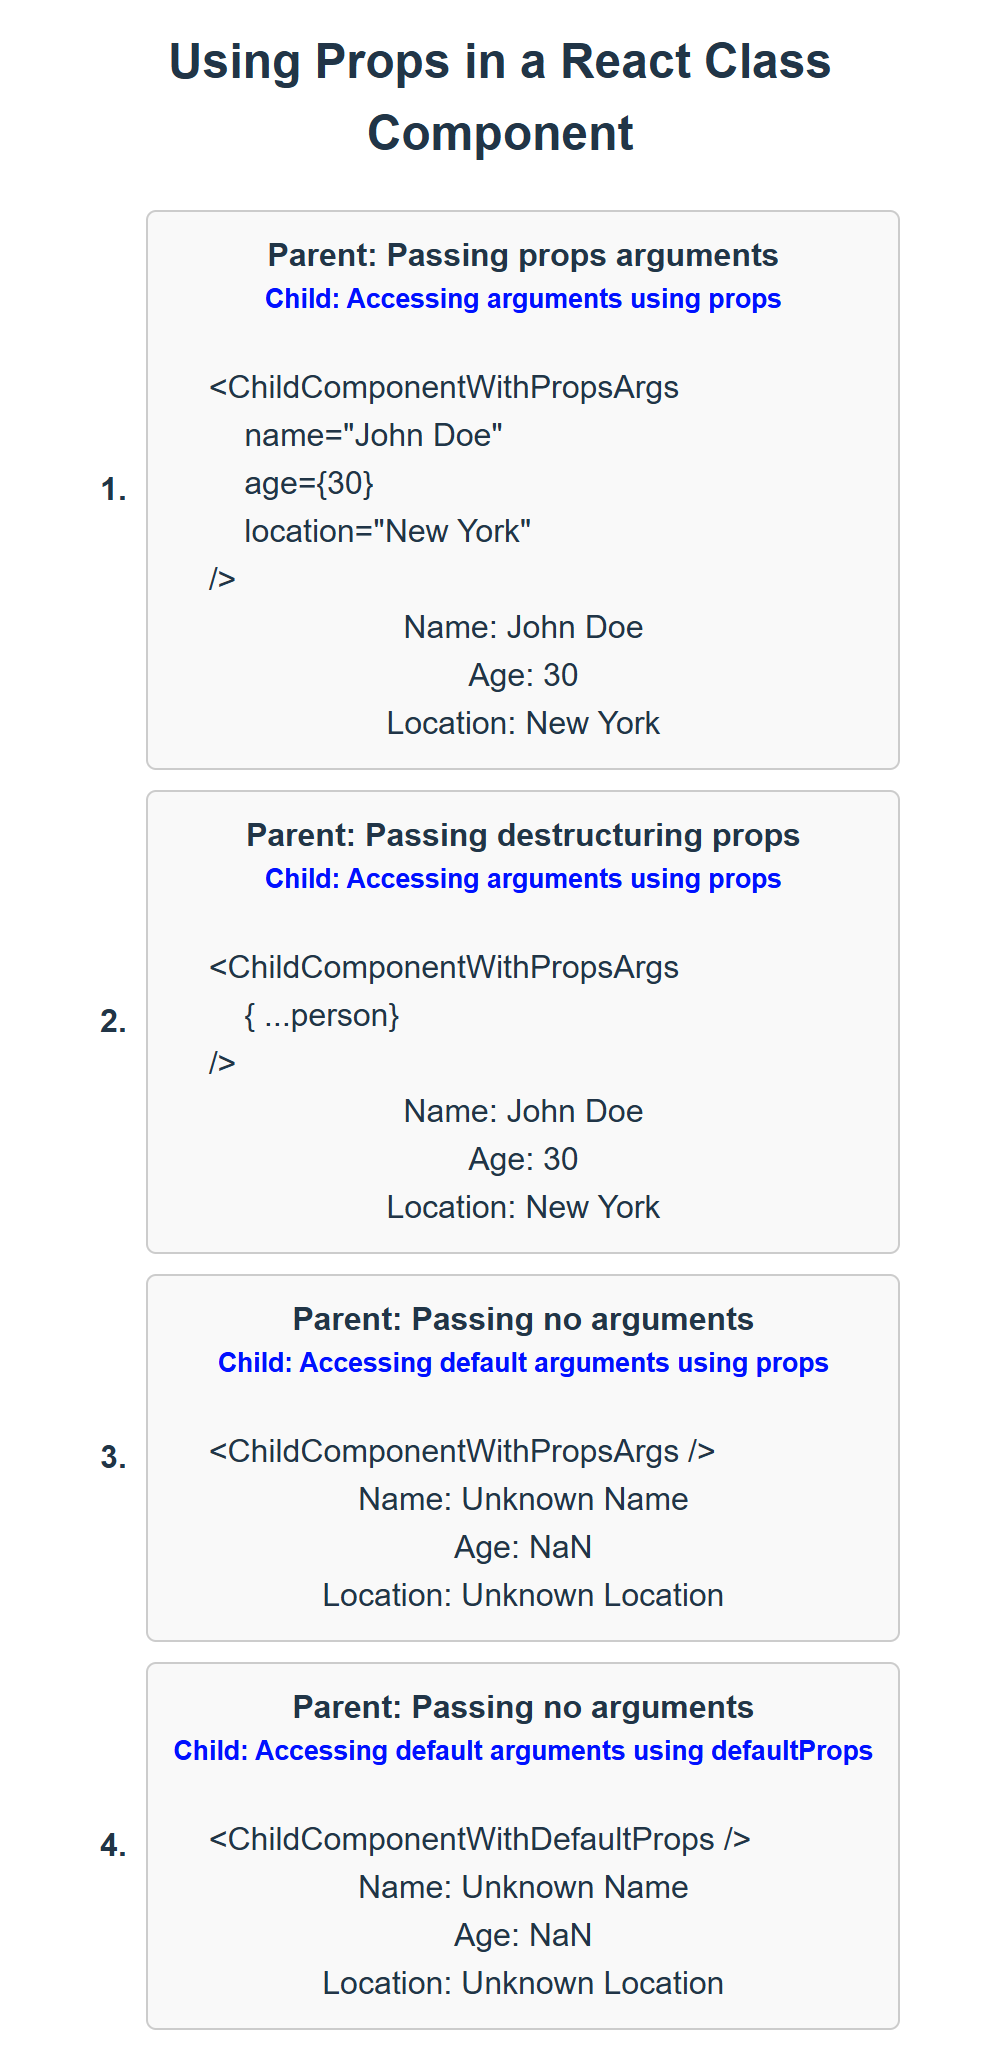 Using Props in a React Class
Component
1.
Parent: Passing props arguments
Child: Accessing arguments using props
<ChildComponentWithPropsArgs
name="John Doe"
age={30}
location="New York"
/>
Name: John Doe
Age: 30
Location: New York
2.
Parent: Passing destructuring props
Child: Accessing arguments using props
<ChildComponentWithPropsArgs
{ ...person}
/>
Name: John Doe
Age: 30
Location: New York
3.
Parent: Passing no arguments
Child: Accessing default arguments using props
<ChildComponentWithPropsArgs />
Name: Unknown Name
Age: NaN
Location: Unknown Location
4.
Parent: Passing no arguments
Child: Accessing default arguments using defaultProps
<ChildComponentWithDefaultProps />
Name: Unknown Name
Age: NaN
Location: Unknown Location